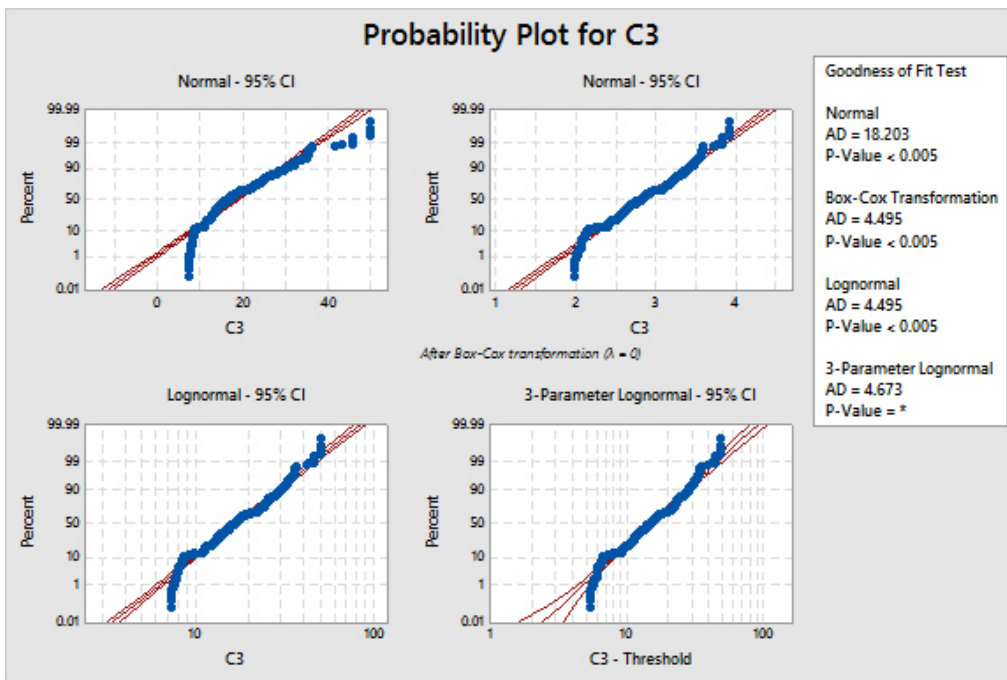 Probability Plot for C3
Normal - 95% CI
99.99
99
90
50
10
1
0.01
Percent
0
20
40
C3
Normal - 95% CI
99.99
99
90
50
10
1
0.01
Percent
1
2
3
4
C3
After Box-Cox transformation (λ = 0)
Lognormal - 95% CI
99.99
99
90
50
10
1
0.01
Percent
10
100
C3
3-Parameter Lognormal - 95% CI
99.99
99
90
50
10
1
0.01
Percent
1
10
100
C3 - Threshold
Goodness of Fit Test
Normal
AD = 18.203
P-Value < 0.005
Box-Cox Transformation
AD = 4.495
P-Value < 0.005
Lognormal
AD = 4.495
P-Value < 0.005
3-Parameter Lognormal
AD = 4.673
P-Value = *